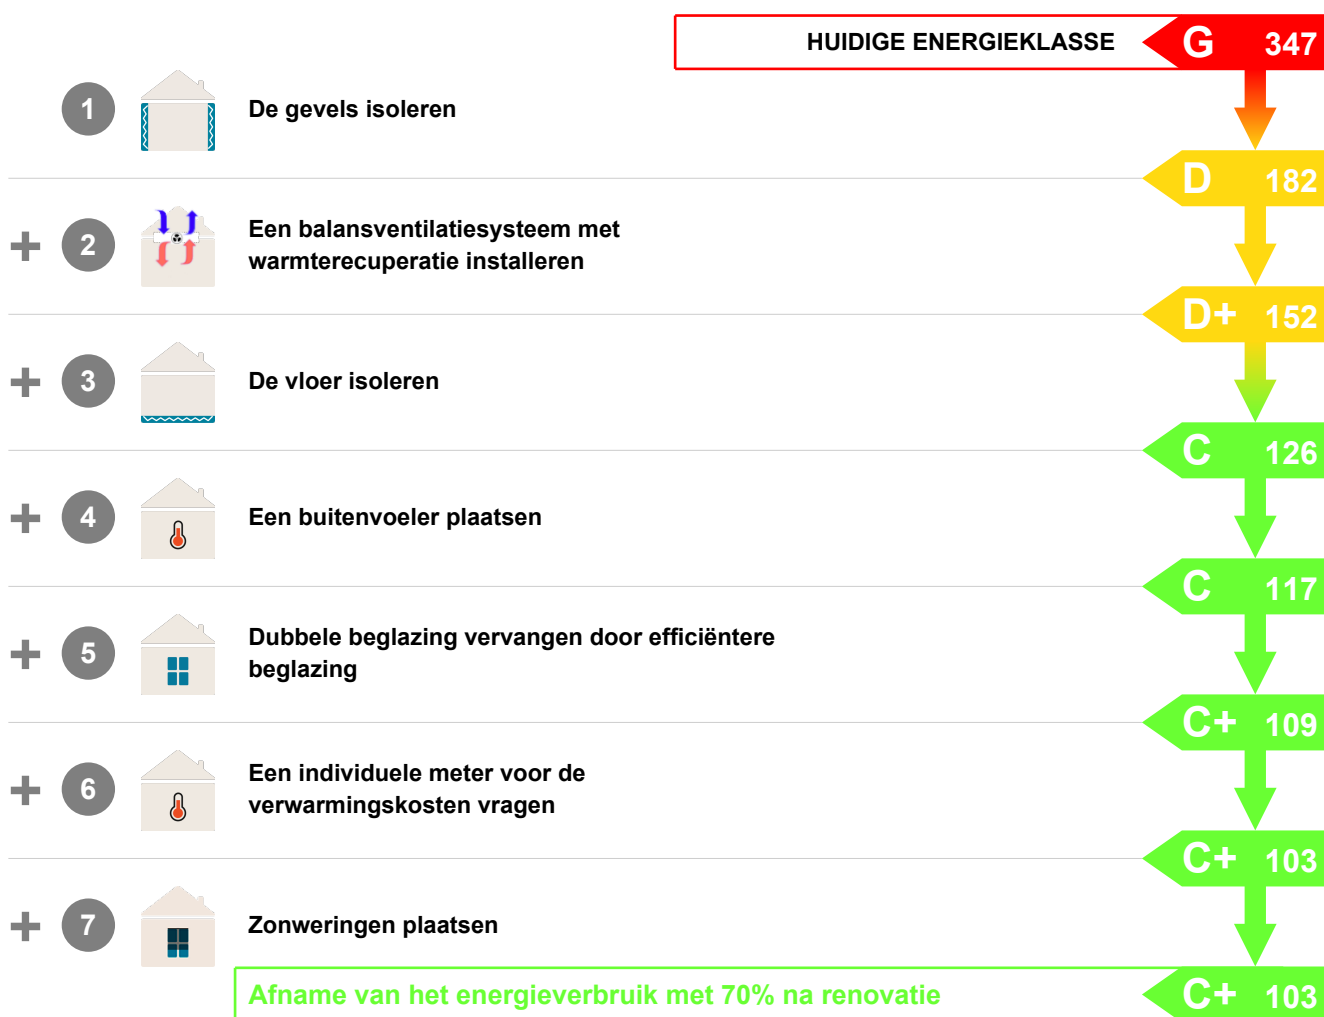 HUIDIGE ENERGIEKLASSE G 347
1 De gevels isoleren
D 182
+ 2 Een balansventilatiesysteem met
warmterecuperatie installeren
D+ 152
+ 3 De vloer isoleren
C 126
+ 4 Een buitenvoeler plaatsen
C 117
+ 5 Dubbele beglazing vervangen door efficiëntere
beglazing
C+ 109
+ 6 Een individuele meter voor de
verwarmingskosten vragen
C+ 103
+ 7 Zonweringen plaatsen
Afname van het energieverbruik met 70% na renovatie C+ 103